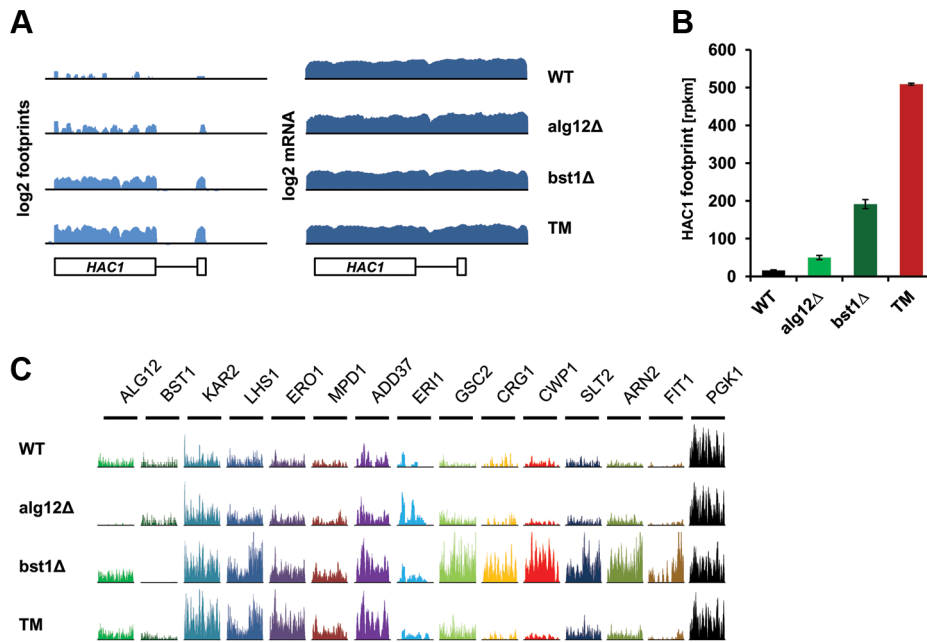 A
log2 footprints
log2 mRNA
WT
alg12Δ
bst1Δ
TM
HAC1
HAC1
B
HAC1 footprint [rpkm]
600
500
400
300
200
100
0
WT
alg12Δ
bst1Δ
TM
C
ALG12
BST1
KAR2
LHS1
ERO1
MPD1
ADD37
ERI1
GSC2
CRG1
CWP1
SLT2
ARN2
FIT1
PGK1
WT
alg12Δ
bst1Δ
TM